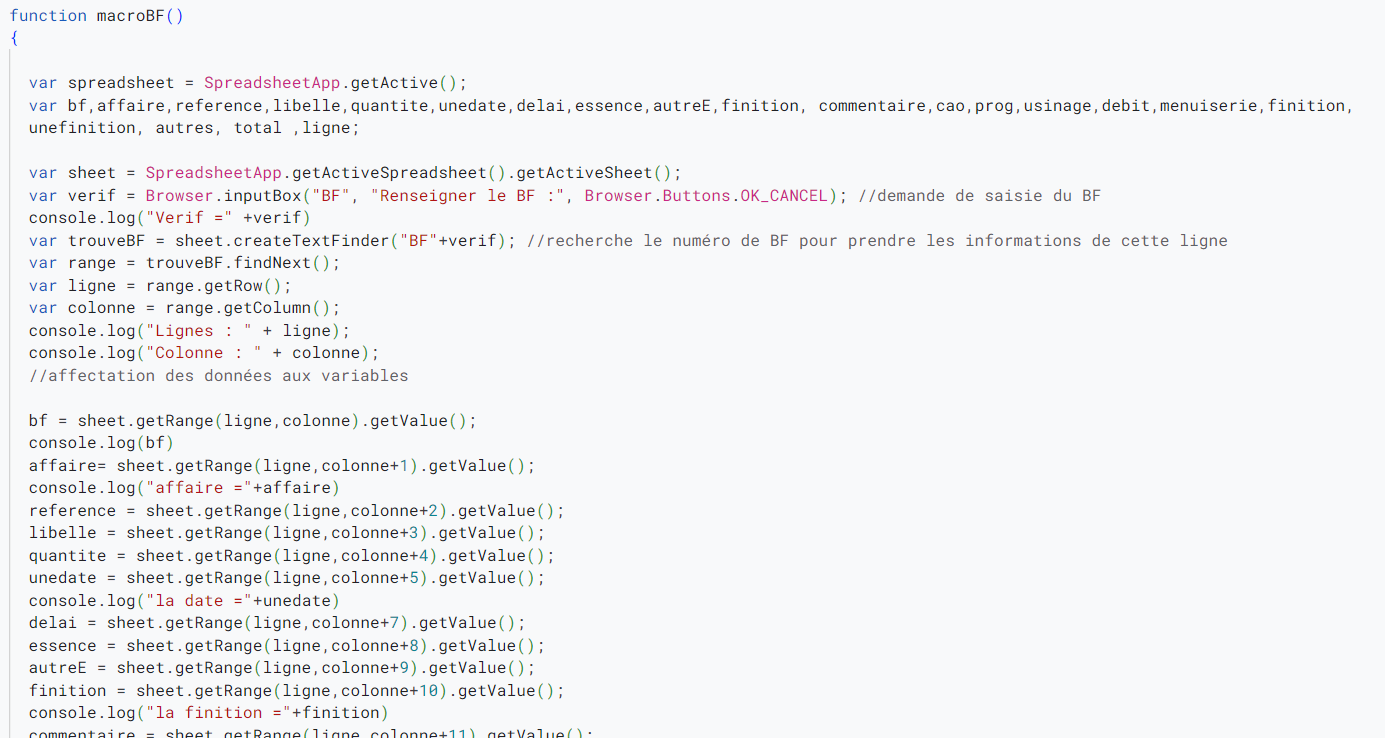 function macroBF()
{
var spreadsheet = SpreadsheetApp.getActive();
var bf,affaire,reference,libelle,quantite,unedate,delai,essence,autreE,finition, commentaire,cao,prog,usinage,debit,menuiserie,finition,
unefinition, autres, total ,ligne;
var sheet = SpreadsheetApp.getActiveSpreadsheet().getActiveSheet();
var verif = Browser.inputBox("BF", "Renseigner le BF :", Browser.Buttons.OK_CANCEL); //demande de saisie du BF
console.log("Verif =" +verif)
var trouveBF = sheet.createTextFinder("BF"+verif); //recherche le numéro de BF pour prendre les informations de cette ligne
var range = trouveBF.findNext();
var ligne = range.getRow();
var colonne = range.getColumn();
console.log("Lignes : " + ligne);
console.log("Colonne : " + colonne);
//affectation des données aux variables
bf = sheet.getRange(ligne,colonne).getValue();
console.log(bf)
affaire= sheet.getRange(ligne,colonne+1).getValue();
console.log("affaire ="+affaire)
reference = sheet.getRange(ligne,colonne+2).getValue();
libelle = sheet.getRange(ligne,colonne+3).getValue();
quantite = sheet.getRange(ligne,colonne+4).getValue();
unedate = sheet.getRange(ligne,colonne+5).getValue();
console.log("la date ="+unedate)
delai = sheet.getRange(ligne,colonne+7).getValue();
essence = sheet.getRange(ligne,colonne+8).getValue();
autreE = sheet.getRange(ligne,colonne+9).getValue();
finition = sheet.getRange(ligne,colonne+10).getValue();
console.log("la finition ="+finition)
commentaire = sheet.getRange(ligne,colonne+11).getValue();